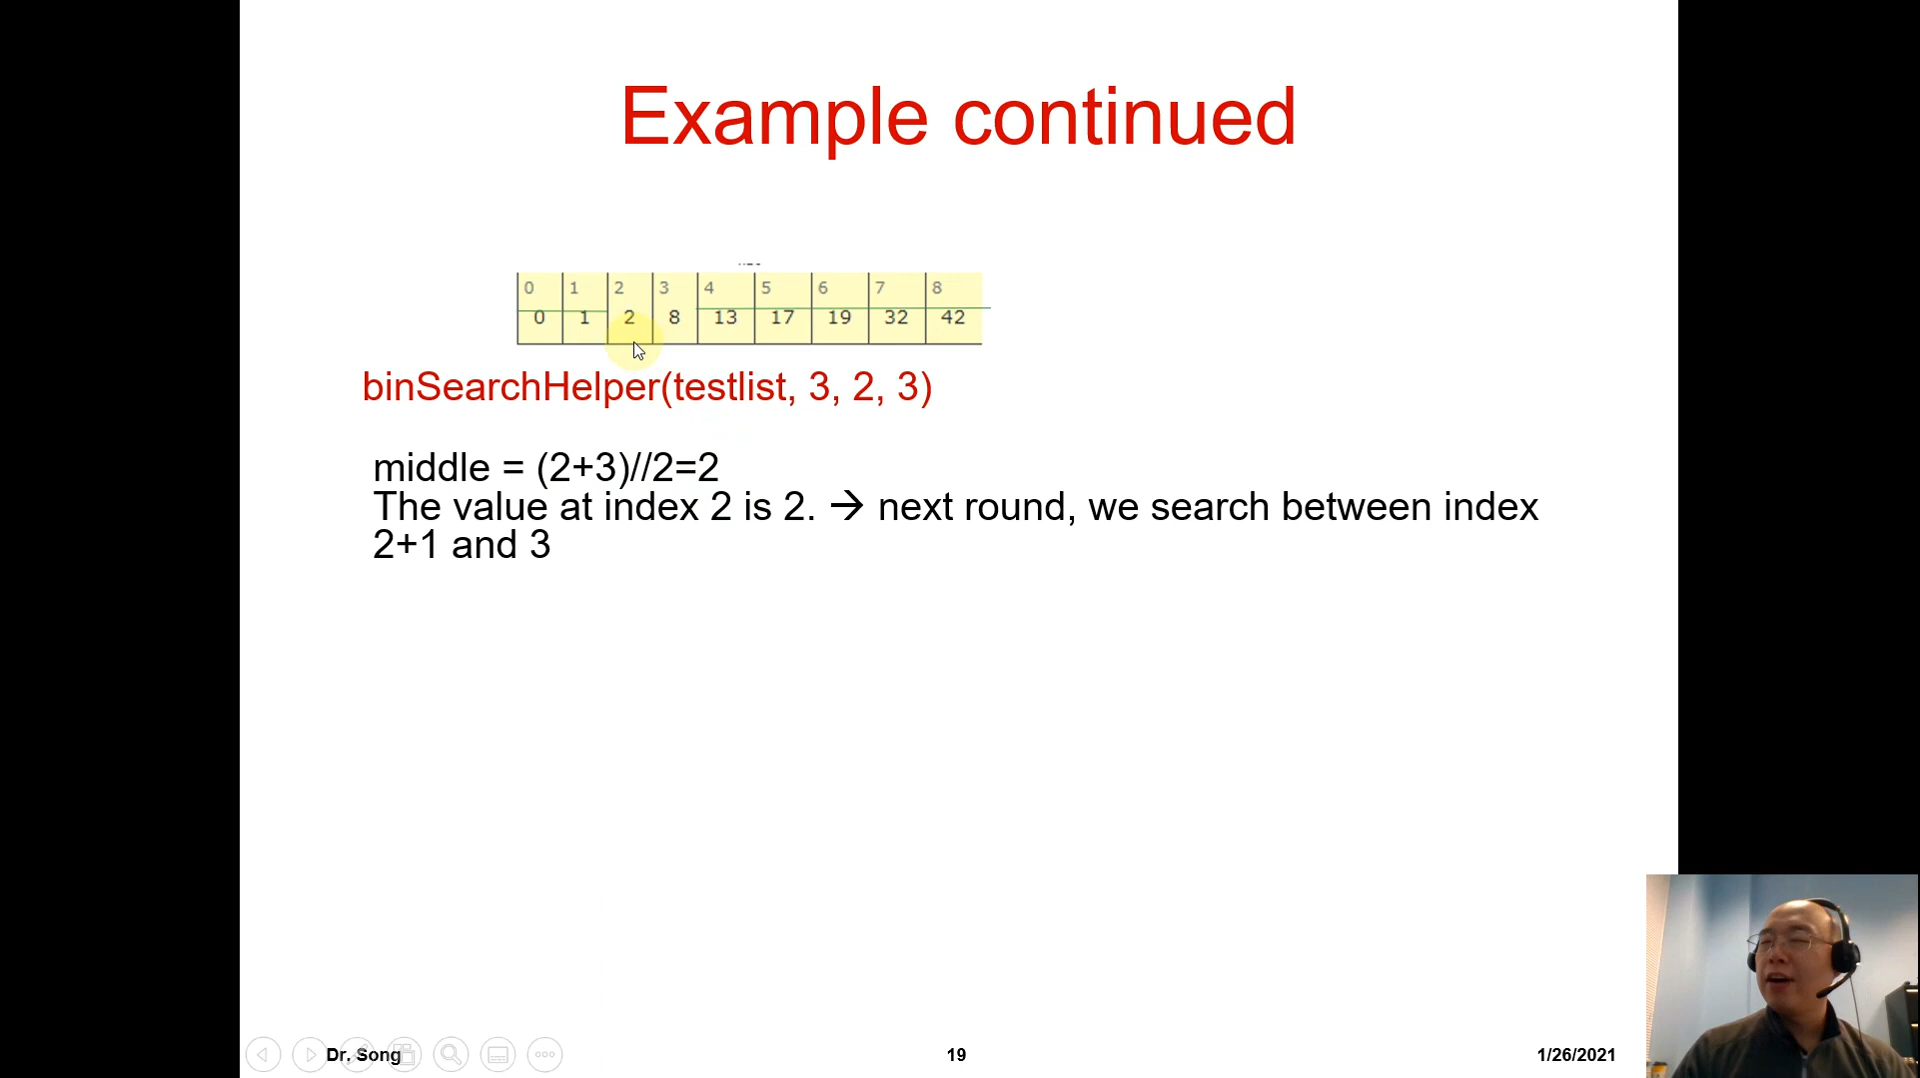 Example continued
0 1 2 3 4 5 6 7 8
0 1 2 8 13 17 19 32 42
binSearchHelper(testlist, 3, 2, 3)
middle = (2+3)//2=2
The value at index 2 is 2. → next round, we search between index
2+1 and 3
Dr. Song 19 1/26/2021